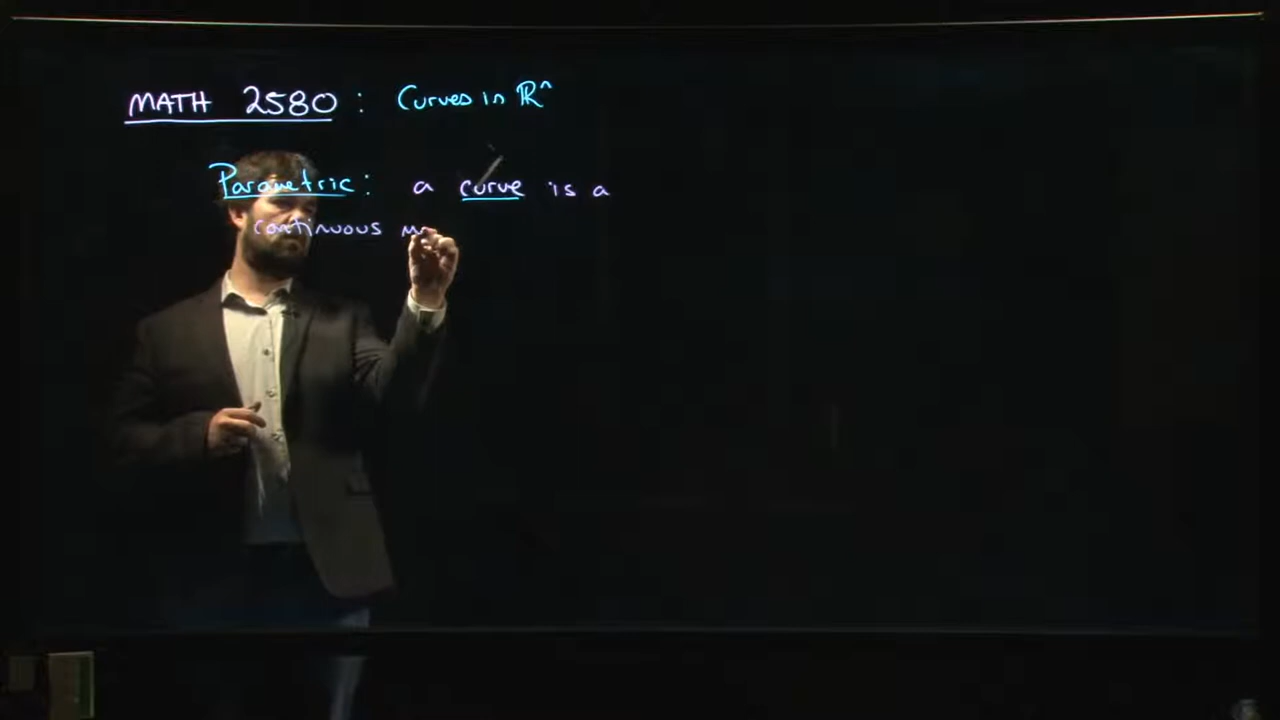 MATH 2580 : Curves in ℝⁿ
Parametric: a curve is a
continuous m